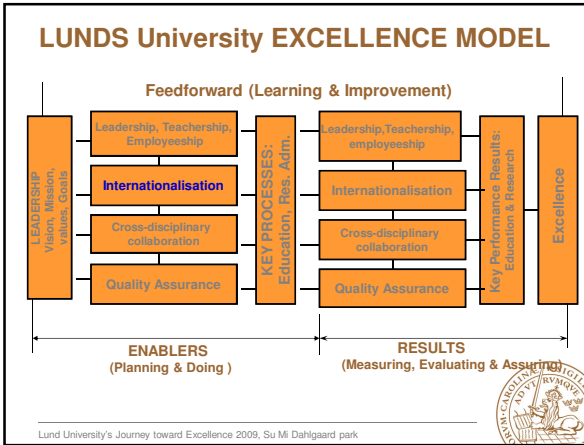 LUNDS University EXCELLENCE MODEL
Feedforward (Learning & Improvement)
LEADERSHIP
Vision, Mission,
values, Goals
Leadership, Teachership,
Employeeship
Internationalisation
Cross-disciplinary
collaboration
Quality Assurance
KEY PROCESSES:
Education, Res. Adm.
Leadership,Teachership,
employeeship
Internationalisation
Cross-disciplinary
collaboration
Quality Assurance
Key Performance Results:
Education & Research
Excellence
ENABLERS
(Planning & Doing )
RESULTS
(Measuring, Evaluating & Assuring)
Lund University's Journey toward Excellence 2009, Su Mi Dahlgaard park